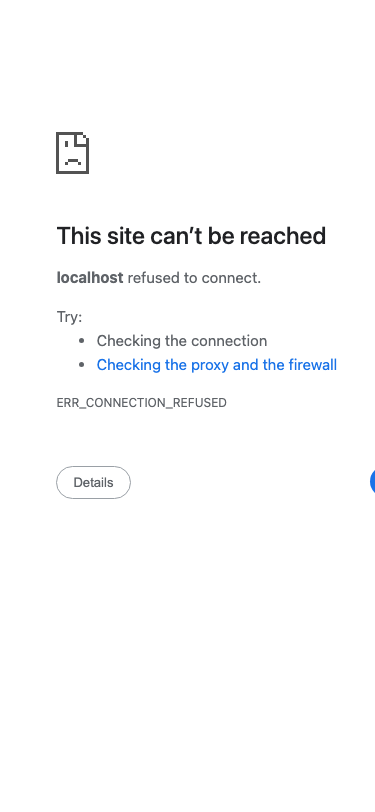 This site can’t be reached
localhost refused to connect.
Try:
Checking the connection
Checking the proxy and the firewall
ERR_CONNECTION_REFUSED
Details